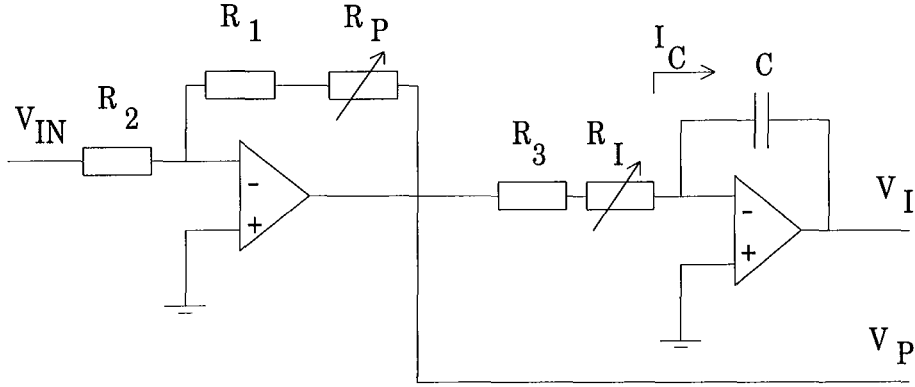 R1
RP
IC
C
VIN
R2
R3
RI
-
+
-
+
VI
VP